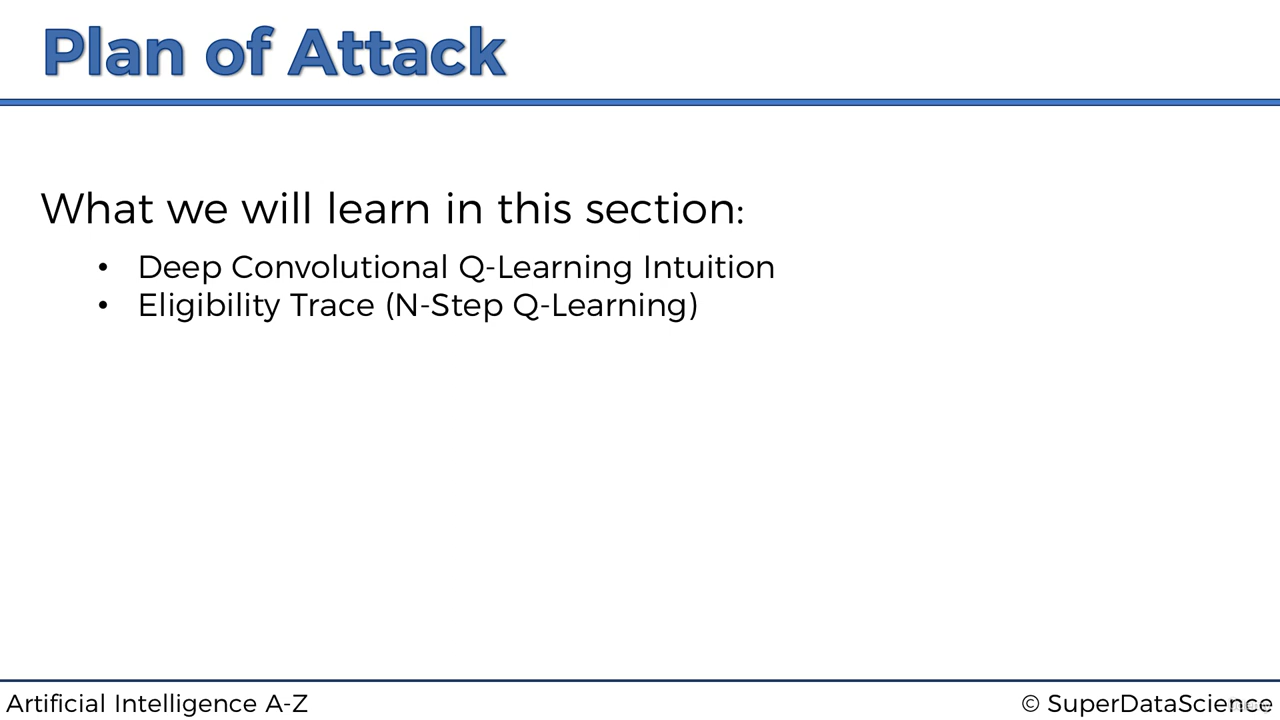 Plan of Attack
What we will learn in this section:
• Deep Convolutional Q-Learning Intuition
• Eligibility Trace (N-Step Q-Learning)
Artificial Intelligence A-Z
© SuperDataScience